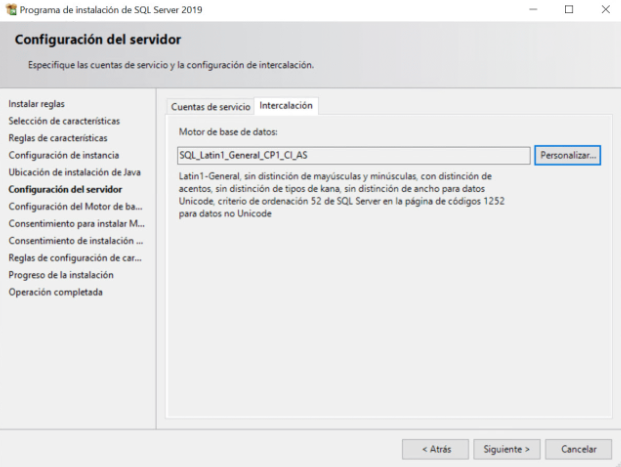 Programa de instalación de SQL Server 2019
Configuración del servidor
Especifique las cuentas de servicio y la configuración de intercalación.
Instalar reglas
Selección de características
Reglas de características
Configuración de instancia
Ubicación de instalación de Java
Configuración del servidor
Configuración del Motor de ba...
Consentimiento para instalar M...
Consentimiento de instalación ...
Reglas de configuración de car...
Progreso de la instalación
Operación completada
Cuentas de servicio Intercalación
Motor de base de datos:
SQL_Latin1_General_CP1_CI_AS Personalizar...
Latin1-General, sin distinción de mayúsculas y minúsculas, con distinción de
acentos, sin distinción de tipos de kana, sin distinción de ancho para datos
Unicode, criterio de ordenación 52 de SQL Server en la página de códigos 1252
para datos no Unicode
< Atrás Siguiente > Cancelar